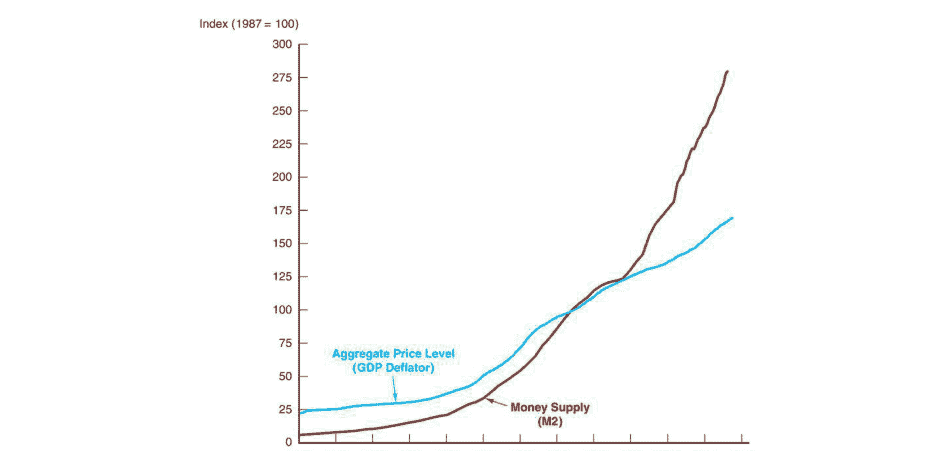 Index (1987 = 100)
300
275
250
225
200
175
150
125
100
75
50
25
0
Aggregate Price Level
(GDP Deflator)
Money Supply
(M2)